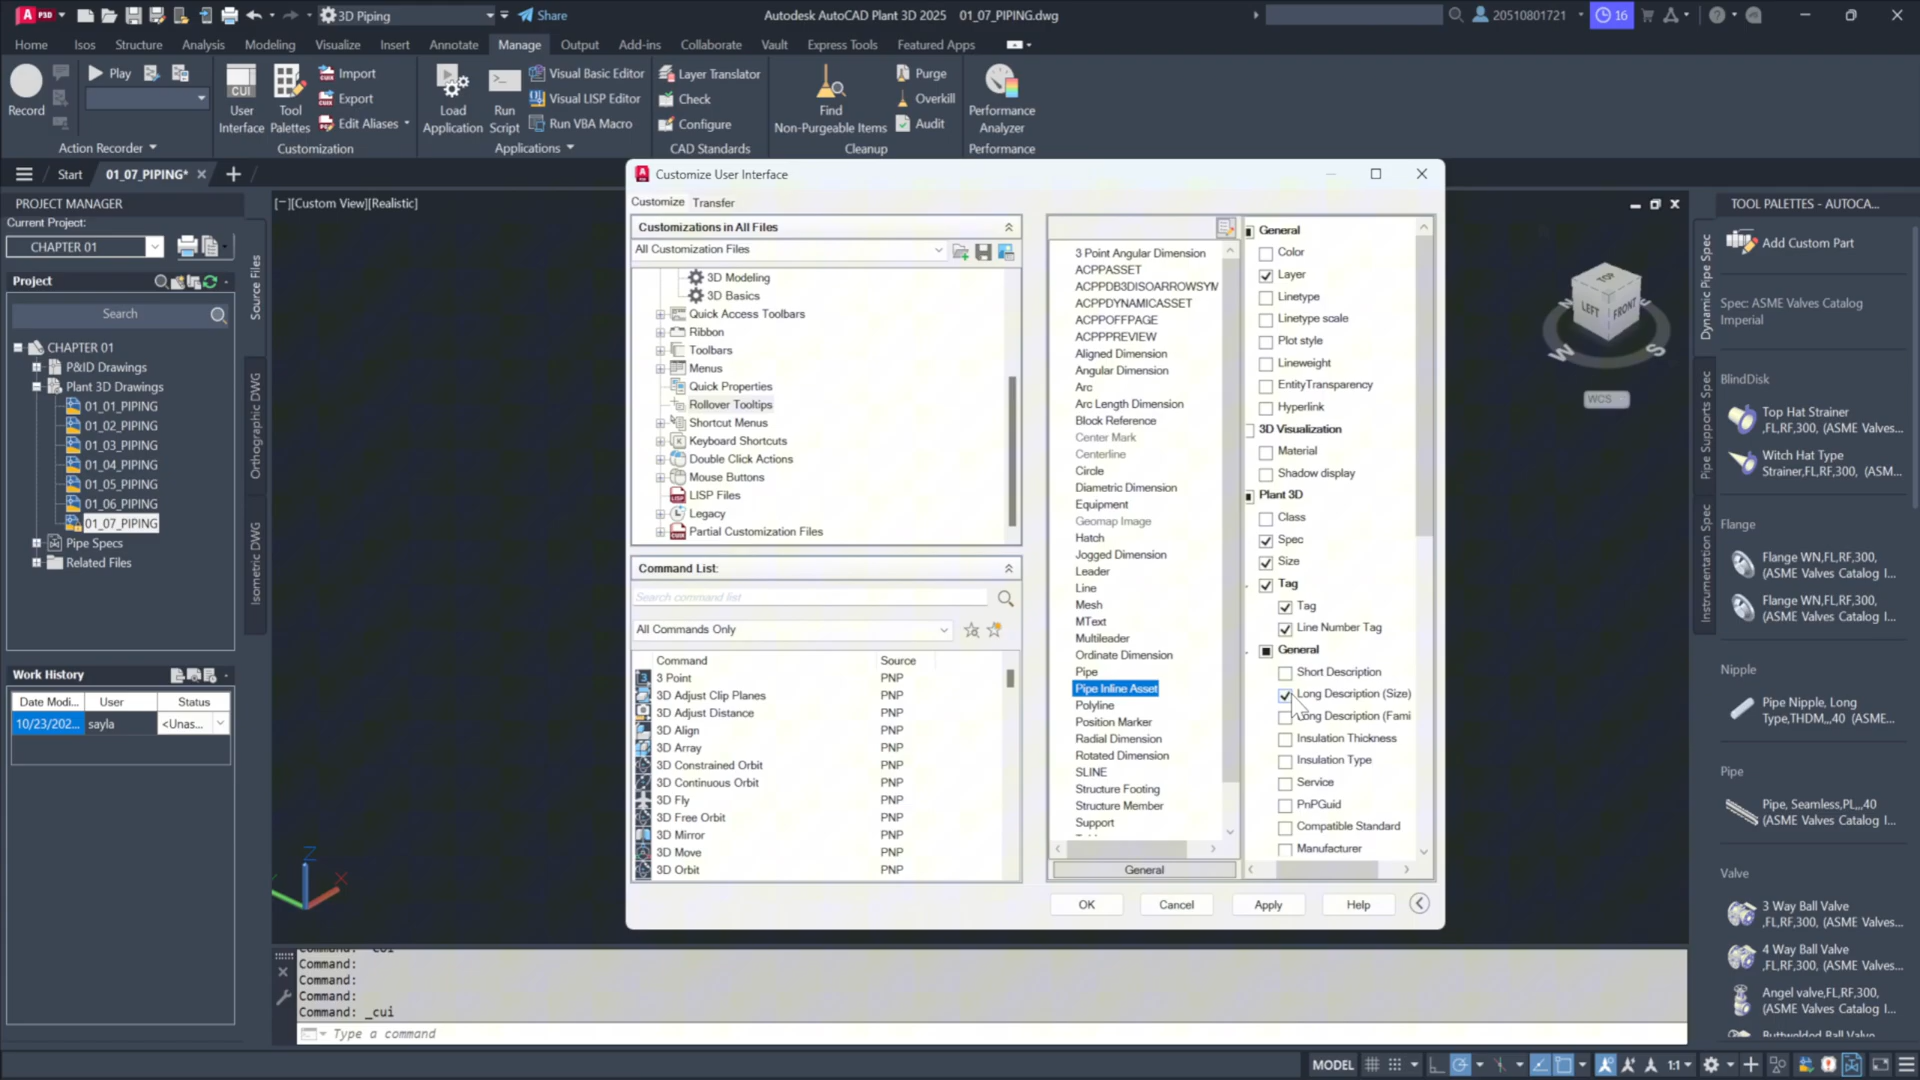 3D Piping
Share
Autodesk AutoCAD Plant 3D 2025 01_07_PIPING.dwg
20510801721
16
Home Isos Structure Analysis Modeling Visualize Insert Annotate Manage Output Add-ins Collaborate Vault Express Tools Featured Apps
Record
Play
Action Recorder
User Interface
Tool Palettes
Import
Export
Edit Aliases
Customization
Load Application
Run Script
Visual Basic Editor
Visual LISP Editor
Run VBA Macro
Applications
Layer Translator
Check
Configure
CAD Standards
Find Non-Purgeable Items
Purge
Overkill
Audit
Cleanup
Performance Analyzer
Performance
Start
01_07_PIPING*
PROJECT MANAGER
Current Project:
CHAPTER 01
Project
Search
CHAPTER 01
P&ID Drawings
Plant 3D Drawings
01_01_PIPING
01_02_PIPING
01_03_PIPING
01_04_PIPING
01_05_PIPING
01_06_PIPING
01_07_PIPING
Pipe Specs
Related Files
Source Files
Orthographic DWG
Isometric DWG
Work History
Date Modi... User Status
10/23/202... sayla <Unas...
[−][Custom View][Realistic]
Customize User Interface
Customize Transfer
Customizations in All Files
All Customization Files
3D Modeling
3D Basics
Quick Access Toolbars
Ribbon
Toolbars
Menus
Quick Properties
Rollover Tooltips
Shortcut Menus
Keyboard Shortcuts
Double Click Actions
Mouse Buttons
LISP Files
Legacy
Partial Customization Files
Command List:
Search command list
All Commands Only
Command Source
3 Point PNP
3D Adjust Clip Planes PNP
3D Adjust Distance PNP
3D Align PNP
3D Array PNP
3D Constrained Orbit PNP
3D Continuous Orbit PNP
3D Fly PNP
3D Free Orbit PNP
3D Mirror PNP
3D Move PNP
3D Orbit PNP
3 Point Angular Dimension
ACPPASSET
ACPPDB3DISOARROWSYM
ACPPDYNAMICASSET
ACPPOFFPAGE
ACPPPREVIEW
Aligned Dimension
Angular Dimension
Arc
Arc Length Dimension
Block Reference
Center Mark
Centerline
Circle
Diametric Dimension
Equipment
Geomap Image
Hatch
Jogged Dimension
Leader
Line
Mesh
MText
Multileader
Ordinate Dimension
Pipe
Pipe Inline Asset
Polyline
Position Marker
Radial Dimension
Rotated Dimension
SLINE
Structure Footing
Structure Member
Support
General
General
Color
Layer
Linetype
Linetype scale
Plot style
Lineweight
EntityTransparency
Hyperlink
3D Visualization
Material
Shadow display
Plant 3D
Class
Spec
Size
Tag
Tag
Line Number Tag
General
Short Description
Long Description (Size)
Long Description (Fami
Insulation Thickness
Insulation Type
Service
PnPGuid
Compatible Standard
Manufacturer
OK Cancel Apply Help
TOP
LEFT FRONT
W S
WCS
Z
X
Command: _cui
Command:
Command:
Command:
Command: _cui
Type a command
TOOL PALETTES - AUTOCA...
Dynamic Pipe Spec
Pipe Supports Spec
Instrumentation Spec
Add Custom Part
Spec: ASME Valves Catalog
Imperial
BlindDisk
Top Hat Strainer
,FL,RF,300, (ASME Valves...
Witch Hat Type
Strainer,FL,RF,300, (ASM...
Flange
Flange WN,FL,RF,300,
(ASME Valves Catalog I...
Flange WN,FL,RF,300,
(ASME Valves Catalog I...
Nipple
Pipe Nipple, Long
Type,THDM,,,40 (ASME...
Pipe
Pipe, Seamless,PL,,,40
(ASME Valves Catalog I...
Valve
3 Way Ball Valve
,FL,RF,300, (ASME Valves...
4 Way Ball Valve
,FL,RF,300, (ASME Valves...
Angel valve,FL,RF,300,
(ASME Valves Catalog I...
Buttwelded Ball Valve
MODEL
1:1